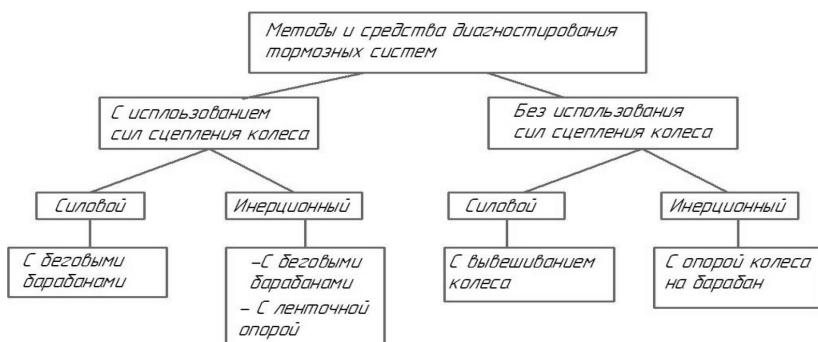 Методы и средства диагностирования
тормозных систем
С исплоьзованием
сил сцепления колеса
Без использования
сил сцепления колеса
Силовой
Инерционный
Силовой
Инерционный
С беговыми
барабанами
-С беговыми
барабанами
- С ленточной
опорой
С вывешиванием
колеса
С опорой колеса
на барабан